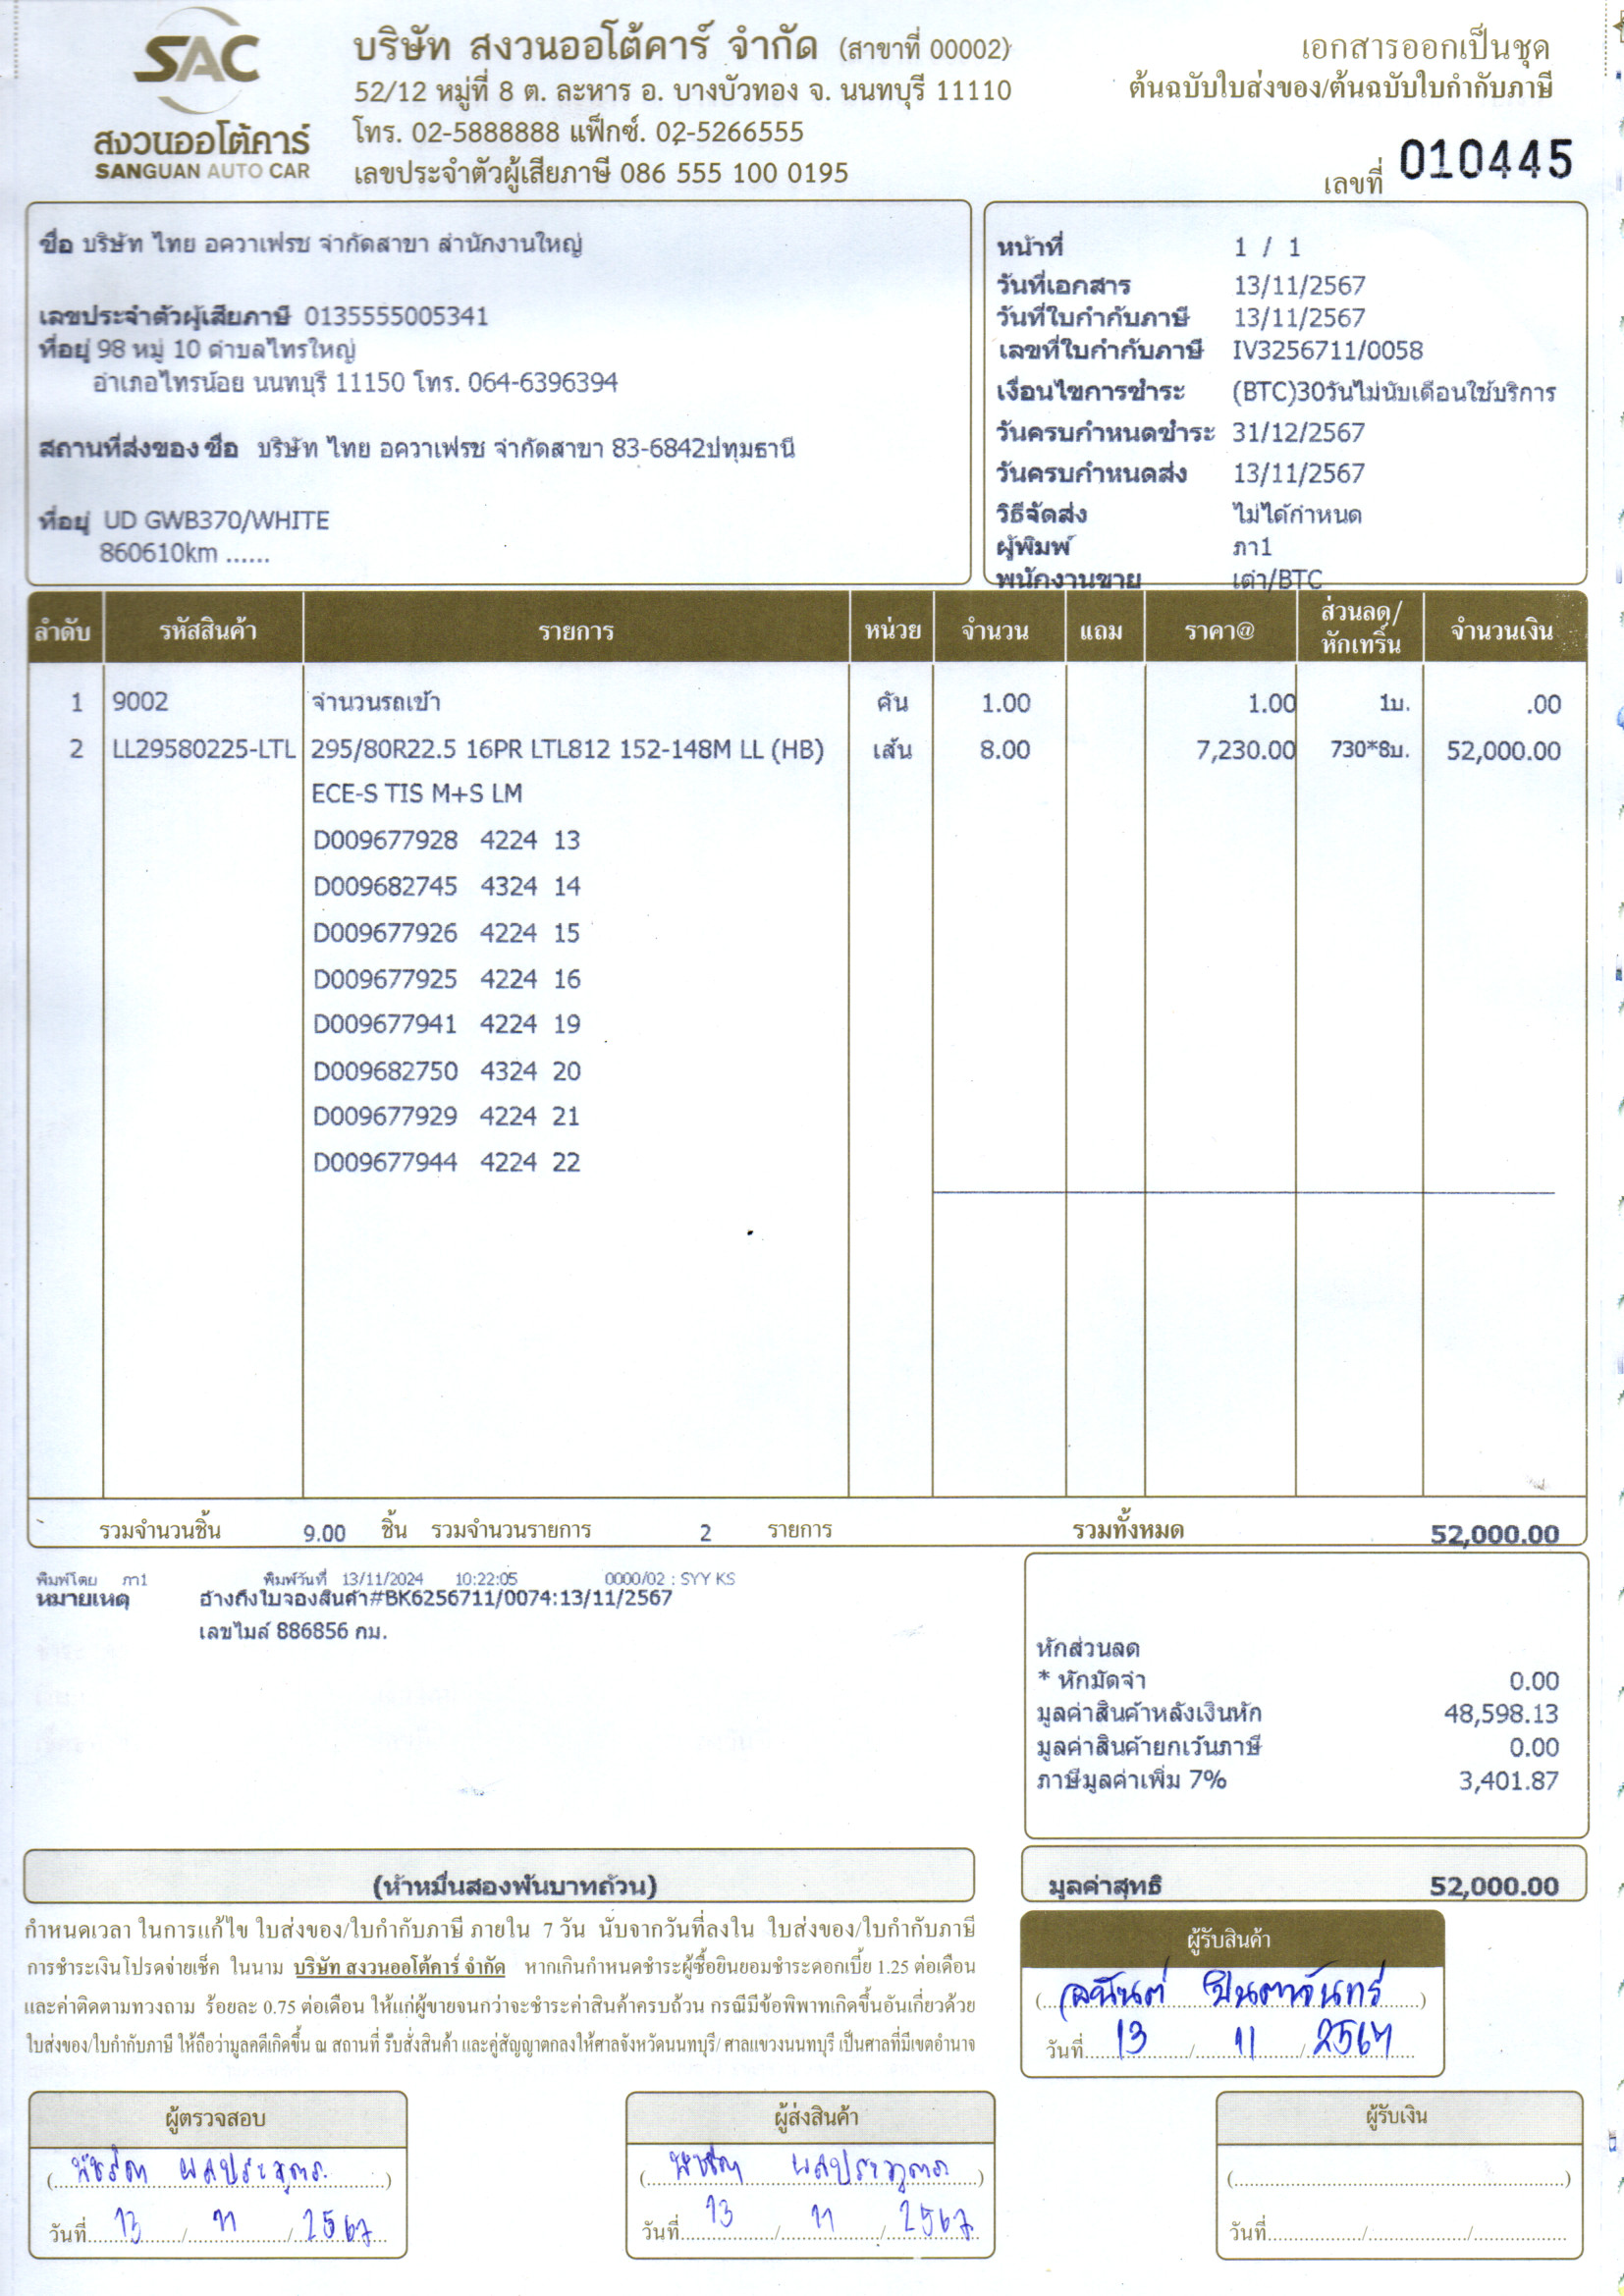 SAC
สงวนออโต้คาร์
SANGUAN AUTO CAR
บริษัท สงวนออโต้คาร์ จำกัด (สาขาที่ 00002)
52/12 หมู่ที่ 8 ต. ละหาร อ. บางบัวทอง จ. นนทบุรี 11110
โทร. 02-5888888 แฟ็กซ์. 02-5266555
เลขประจำตัวผู้เสียภาษี 086 555 100 0195
เอกสารออกเป็นชุด
ต้นฉบับใบส่งของ/ต้นฉบับใบกำกับภาษี
เลขที่ 010445
ชื่อ บริษัท ไทย อควาเฟรช จำกัดสาขา สำนักงานใหญ่
เลขประจำตัวผู้เสียภาษี 0135555005341
ที่อยู่ 98 หมู่ 10 ตำบลไทรใหญ่
อำเภอไทรน้อย นนทบุรี 11150 โทร. 064-6396394
สถานที่ส่งของ ชื่อ บริษัท ไทย อควาเฟรช จำกัดสาขา 83-6842ปทุมธานี
ที่อยู่ UD GWB370/WHITE
860610km ......
หน้าที่ 1 / 1
วันที่เอกสาร 13/11/2567
วันที่ใบกำกับภาษี 13/11/2567
เลขที่ใบกำกับภาษี IV3256711/0058
เงื่อนไขการชำระ (BTC)30วันไม่นับเดือนใช้บริการ
วันครบกำหนดชำระ 31/12/2567
วันครบกำหนดส่ง 13/11/2567
วิธีจัดส่ง ไม่ได้กำหนด
ผู้พิมพ์ ภา1
พนักงานขาย เต่า/BTC
ลำดับ รหัสสินค้า รายการ หน่วย จำนวน แถม ราคา@ ส่วนลด/หักเทริ์น จำนวนเงิน
1 9002 จำนวนรถเข้า คัน 1.00 1.00 1บ. .00
2 LL29580225-LTL 295/80R22.5 16PR LTL812 152-148M LL (HB) เส้น 8.00 7,230.00 730*8บ. 52,000.00
ECE-S TIS M+S LM
D009677928 4224 13
D009682745 4324 14
D009677926 4224 15
D009677925 4224 16
D009677941 4224 19
D009682750 4324 20
D009677929 4224 21
D009677944 4224 22
รวมจำนวนชิ้น 9.00 ชิ้น รวมจำนวนรายการ 2 รายการ รวมทั้งหมด 52,000.00
พิมพ์โดย ภา1 พิมพ์วันที่ 13/11/2024 10:22:05 0000/02 : SYY KS
หมายเหตุ อ้างถึงใบจองสินค้า#BK6256711/0074:13/11/2567
เลขไมล์ 886856 กม.
หักส่วนลด
* หักมัดจำ 0.00
มูลค่าสินค้าหลังเงินหัก 48,598.13
มูลค่าสินค้ายกเว้นภาษี 0.00
ภาษีมูลค่าเพิ่ม 7% 3,401.87
(ห้าหมื่นสองพันบาทถ้วน)
มูลค่าสุทธิ 52,000.00
กำหนดเวลา ในการแก้ไข ใบส่งของ/ใบกำกับภาษี ภายใน 7 วัน นับจากวันที่ลงใน ใบส่งของ/ใบกำกับภาษี
การชำระเงินโปรดจ่ายเช็ค ในนาม บริษัท สงวนออโต้คาร์ จำกัด หากเกินกำหนดชำระผู้ซื้อยินยอมชำระดอกเบี้ย 1.25 ต่อเดือน
และค่าติดตามทวงถาม ร้อยละ 0.75 ต่อเดือน ให้แก่ผู้ขายจนกว่าจะชำระค่าสินค้าครบถ้วน กรณีมีข้อพิพาทเกิดขึ้นอันเกี่ยวด้วย
ใบส่งของ/ใบกำกับภาษี ให้ถือว่ามูลคดีเกิดขึ้น ณ สถานที่ รับสั่งสินค้า และคู่สัญญาตกลงให้ศาลจังหวัดนนทบุรี/ ศาลแขวงนนทบุรี เป็นศาลที่มีเขตอำนาจ
ผู้รับสินค้า
(อนันต์ ปินตาจันทร์)
วันที่ 13 / 11 / 2567
ผู้ตรวจสอบ
วันที่ 13 / 11 / 2567
ผู้ส่งสินค้า
วันที่ 13 / 11 / 2567
ผู้รับเงิน
(......)
วันที่....../....../......